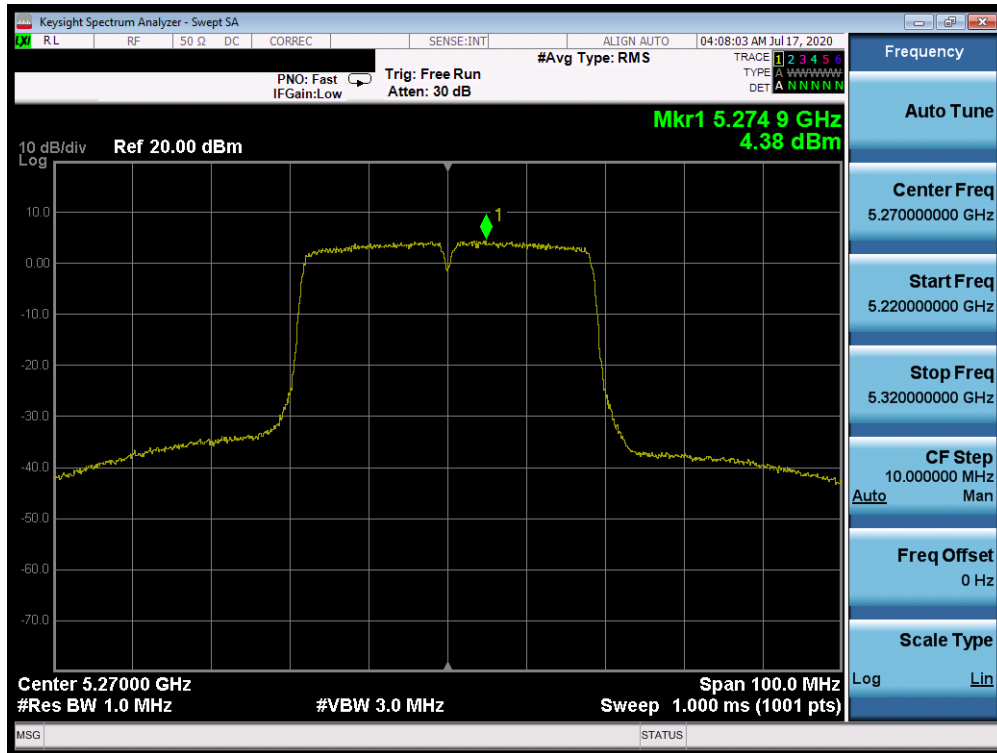 Keysight Spectrum Analyzer - Swept SA
LXI RL RF 50 Ω DC CORREC SENSE:INT ALIGN AUTO 04:08:03 AM Jul 17, 2020
#Avg Type: RMS
TRACE 1 2 3 4 5 6
TYPE A WWWWW
DET A N N N N N
PNO: Fast
IFGain:Low
Trig: Free Run
Atten: 30 dB
Mkr1 5.274 9 GHz
4.38 dBm
10 dB/div Ref 20.00 dBm
Log
1
10.0
0.00
-10.0
-20.0
-30.0
-40.0
-50.0
-60.0
-70.0
Center 5.27000 GHz Span 100.0 MHz
#Res BW 1.0 MHz #VBW 3.0 MHz Sweep 1.000 ms (1001 pts)
MSG STATUS
Frequency
Auto Tune
Center Freq
5.270000000 GHz
Start Freq
5.220000000 GHz
Stop Freq
5.320000000 GHz
CF Step
10.000000 MHz
Auto Man
Freq Offset
0 Hz
Scale Type
Log Lin